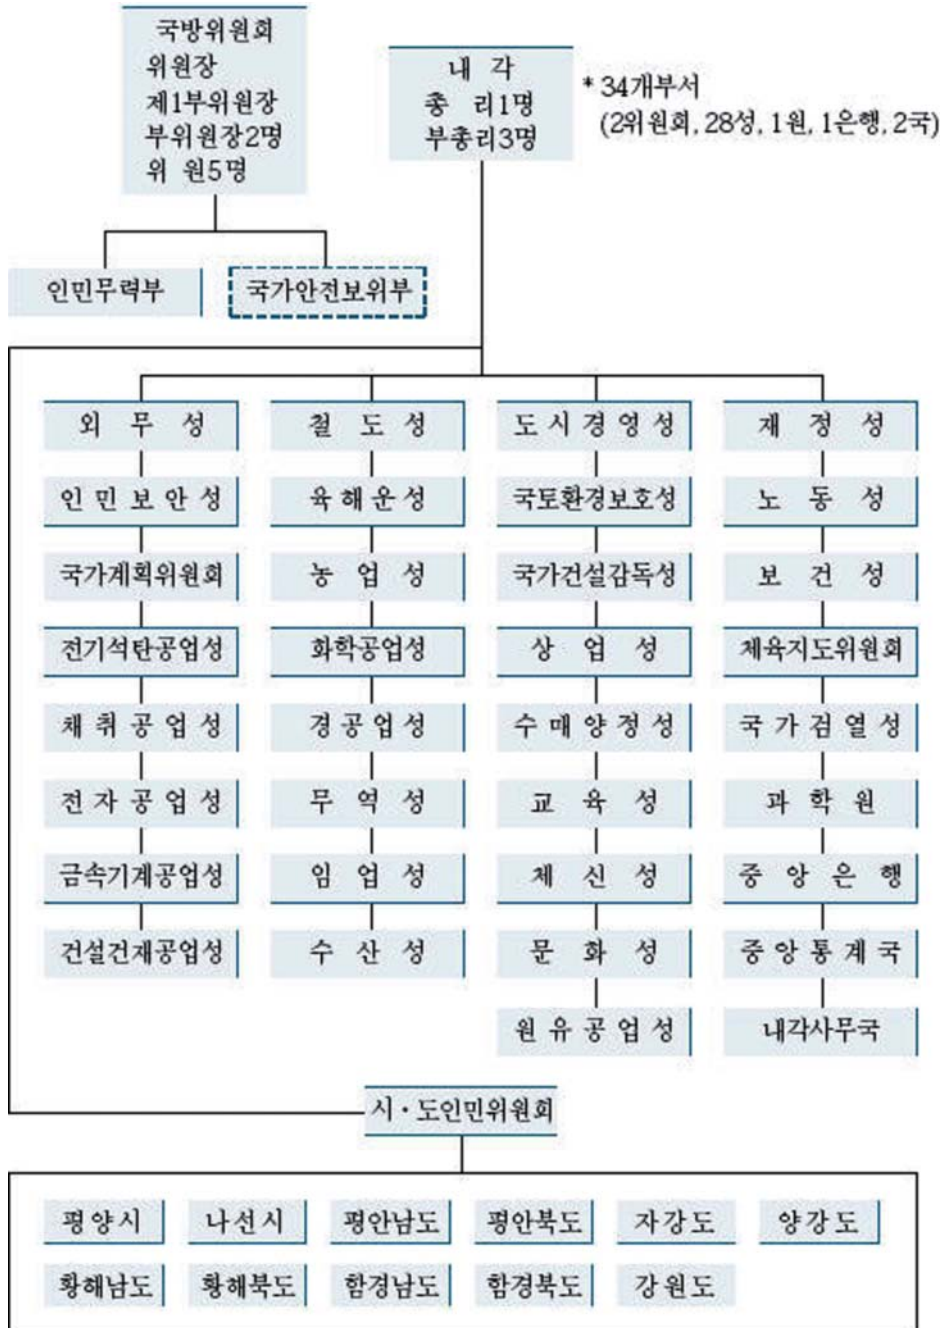 국방위원회
위원장
제1부위원장
부위원장2명
위 원5명
내 각
총 리1명
부총리3명
* 34개부서
(2위원회, 28성, 1원, 1은행, 2국)
인민무력부
국가안전보위부
외 무 성
인 민 보 안 성
국가계획위원회
전기석탄공업성
채 취 공 업 성
전 자 공 업 성
금속기계공업성
건설건재공업성
철 도 성
육 해 운 성
농 업 성
화학공업성
경 공 업 성
무 역 성
임 업 성
수 산 성
도 시 경 영 성
국토환경보호성
국가건설감독성
상 업 성
수 매 양 정 성
교 육 성
체 신 성
문 화 성
원 유 공 업 성
재 정 성
노 동 성
보 건 성
체육지도위원회
국 가 검 열 성
과 학 원
중 앙 은 행
중 앙 통 계 국
내각사무국
시·도인민위원회
평양시
나선시
평안남도
평안북도
자강도
양강도
황해남도
황해북도
함경남도
함경북도
강원도